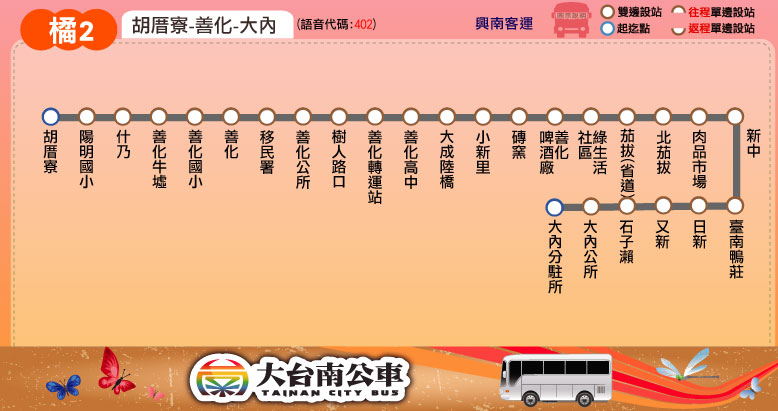 橘2
胡厝寮-善化-大內
(語音代碼:402)
興南客運
雙邊設站
往程單邊設站
起迄點
返程單邊設站
胡厝寮
陽明國小
什乃
善化牛墟
善化國小
善化
移民署
善化公所
樹人路口
善化轉運站
善化高中
大成陸橋
小新里
磚窯
善化啤酒廠
綠生活社區
茄拔(省道)
北茄拔
肉品市場
新中
臺南鴨莊
日新
又新
石子瀨
大內公所
大內分駐所
大台南公車
TAINAN CITY BUS